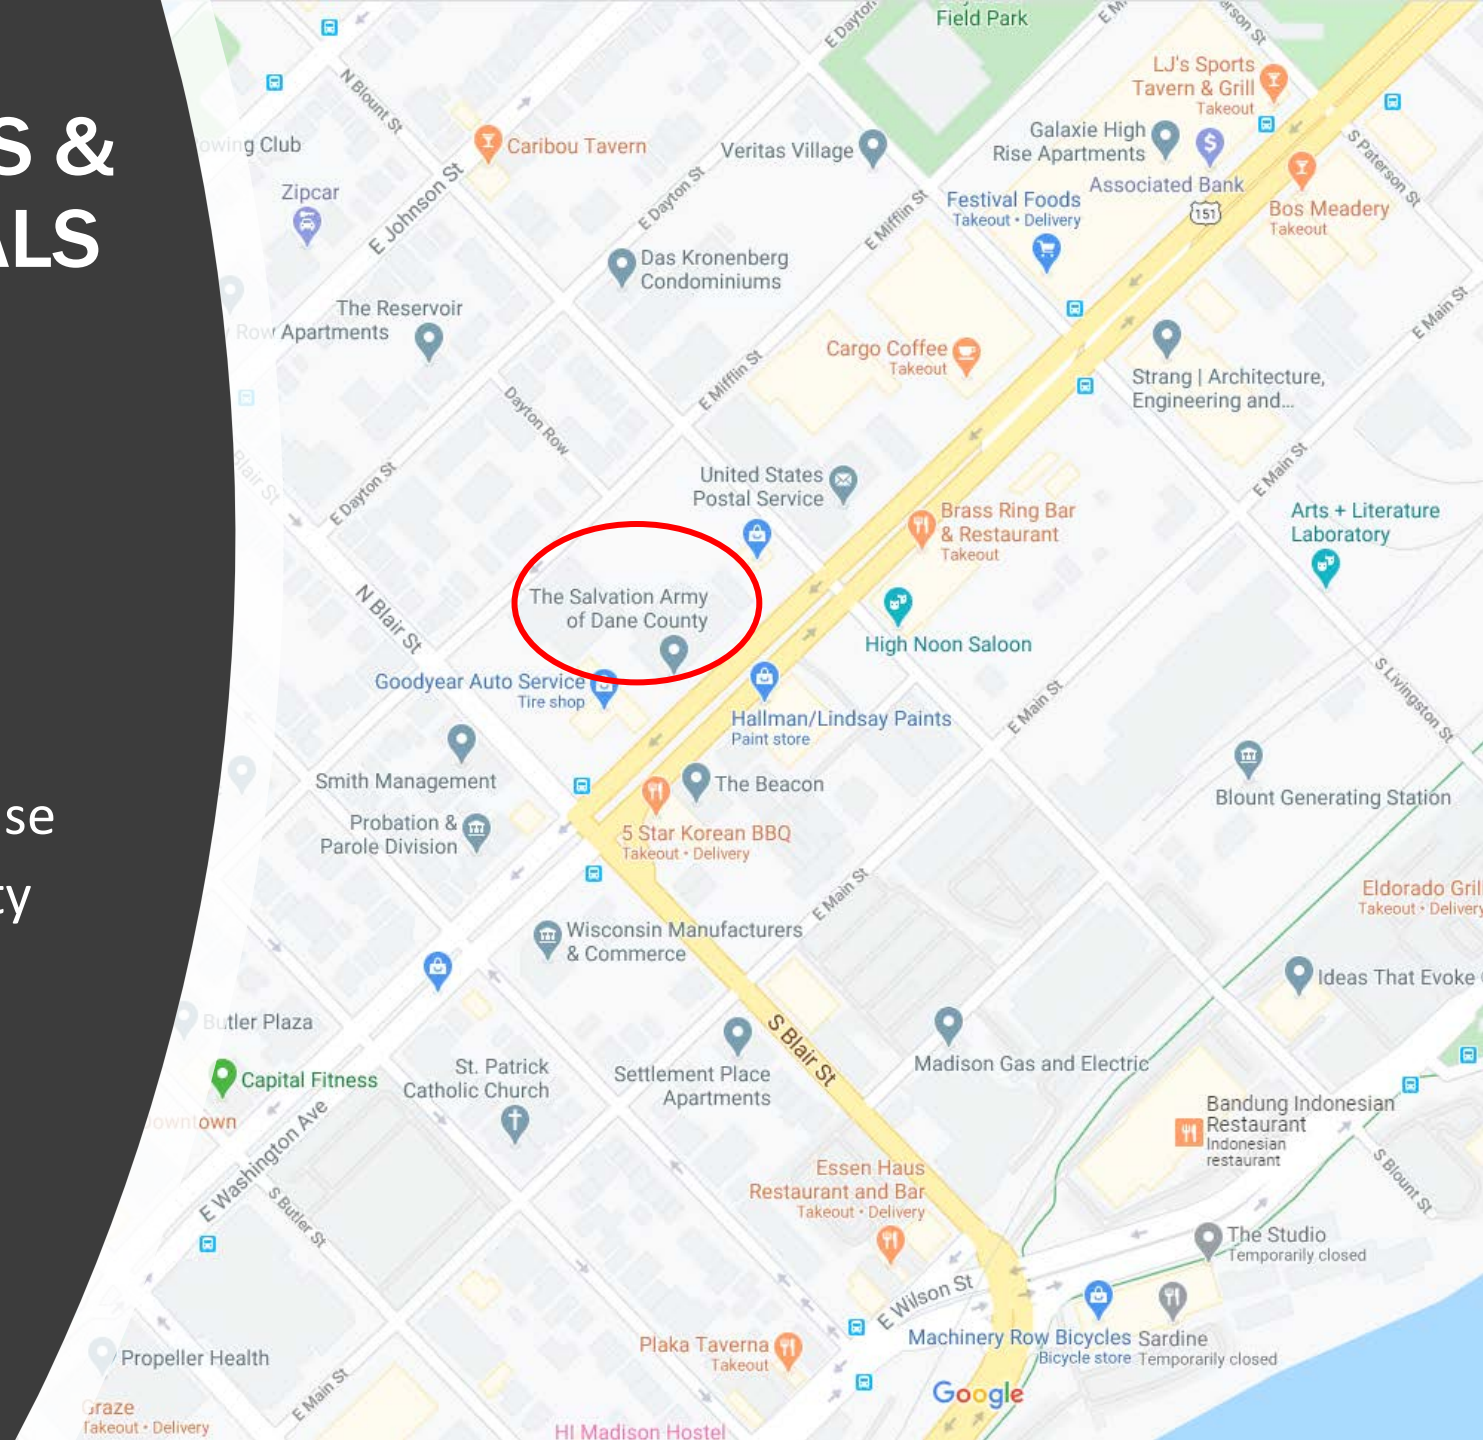 S &
ALS
se
ty
Field Park
E Dayton
N Blount St
Caribou Tavern
E Johnson St
Zipcar
Veritas Village
E Dayton St
LJ's Sports
Tavern & Grill
Takeout
Galaxie High
Rise Apartments
Associated Bank
151
S Paterson St
Bos Meadery
Takeout
Festival Foods
Takeout • Delivery
E Mifflin St
Das Kronenberg
Condominiums
The Reservoir
Row Apartments
E Main St
Cargo Coffee
Takeout
Strang | Architecture,
Engineering and...
E Mifflin St
Dayton Row
E Dayton St
Blair St
United States
Postal Service
Brass Ring Bar
& Restaurant
Takeout
E Main St
Arts + Literature
Laboratory
The Salvation Army
of Dane County
N Blair St
High Noon Saloon
Goodyear Auto Service
Tire shop
Hallman/Lindsay Paints
Paint store
E Main St
S Livingston St
Smith Management
The Beacon
Blount Generating Station
Probation &
Parole Division
5 Star Korean BBQ
Takeout • Delivery
E Main St
Eldorado Gril
Takeout • Delivery
Wisconsin Manufacturers
& Commerce
Ideas That Evoke
Butler Plaza
S Blair St
Capital Fitness
St. Patrick
Catholic Church
Settlement Place
Apartments
Madison Gas and Electric
Downtown
E Washington Ave
S Butler St
Bandung Indonesian
Restaurant
Indonesian
restaurant
S Blount St
Essen Haus
Restaurant and Bar
Takeout • Delivery
The Studio
Temporarily closed
E Wilson St
Machinery Row Bicycles
Bicycle store
Sardine
Temporarily closed
Plaka Taverna
Takeout
Propeller Health
E Main St
Graze
Takeout • Delivery
HI Madison Hostel
Google